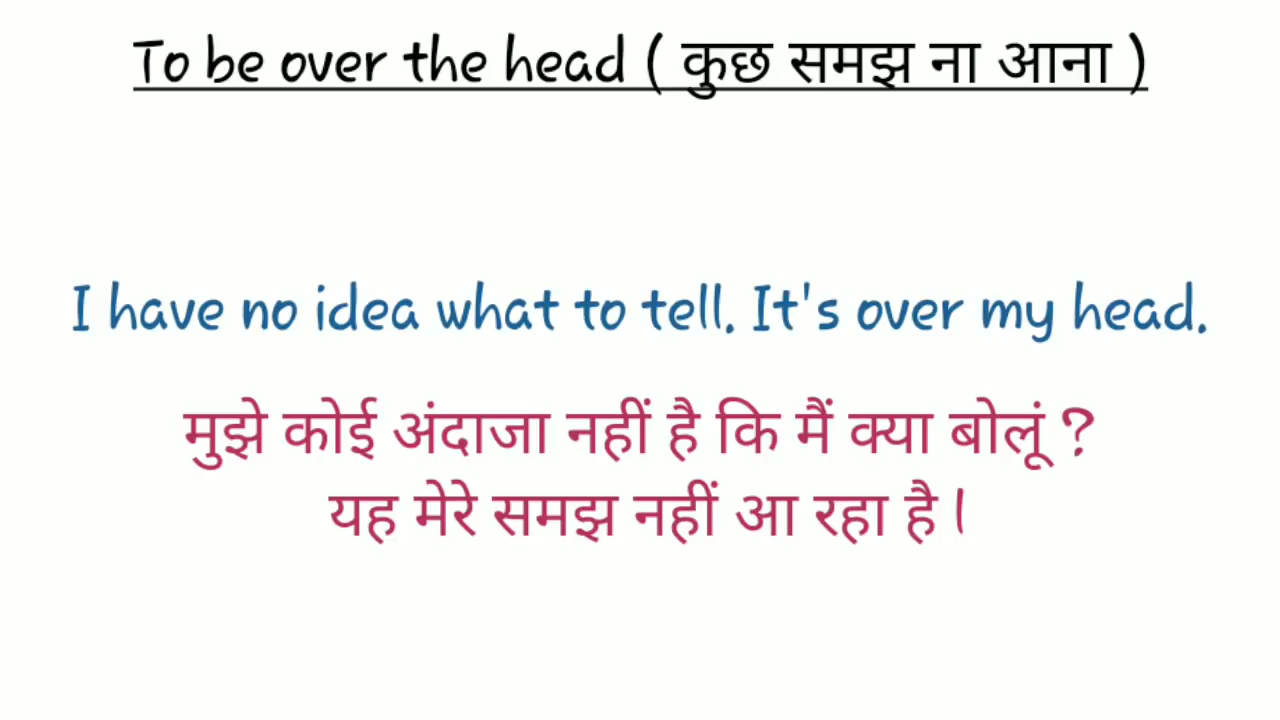 To be over the head ( कुछ समझ ना आना )
I have no idea what to tell. It's over my head.
मुझे कोई अंदाजा नहीं है कि मैं क्या बोलूं ?
यह मेरे समझ नहीं आ रहा है ।